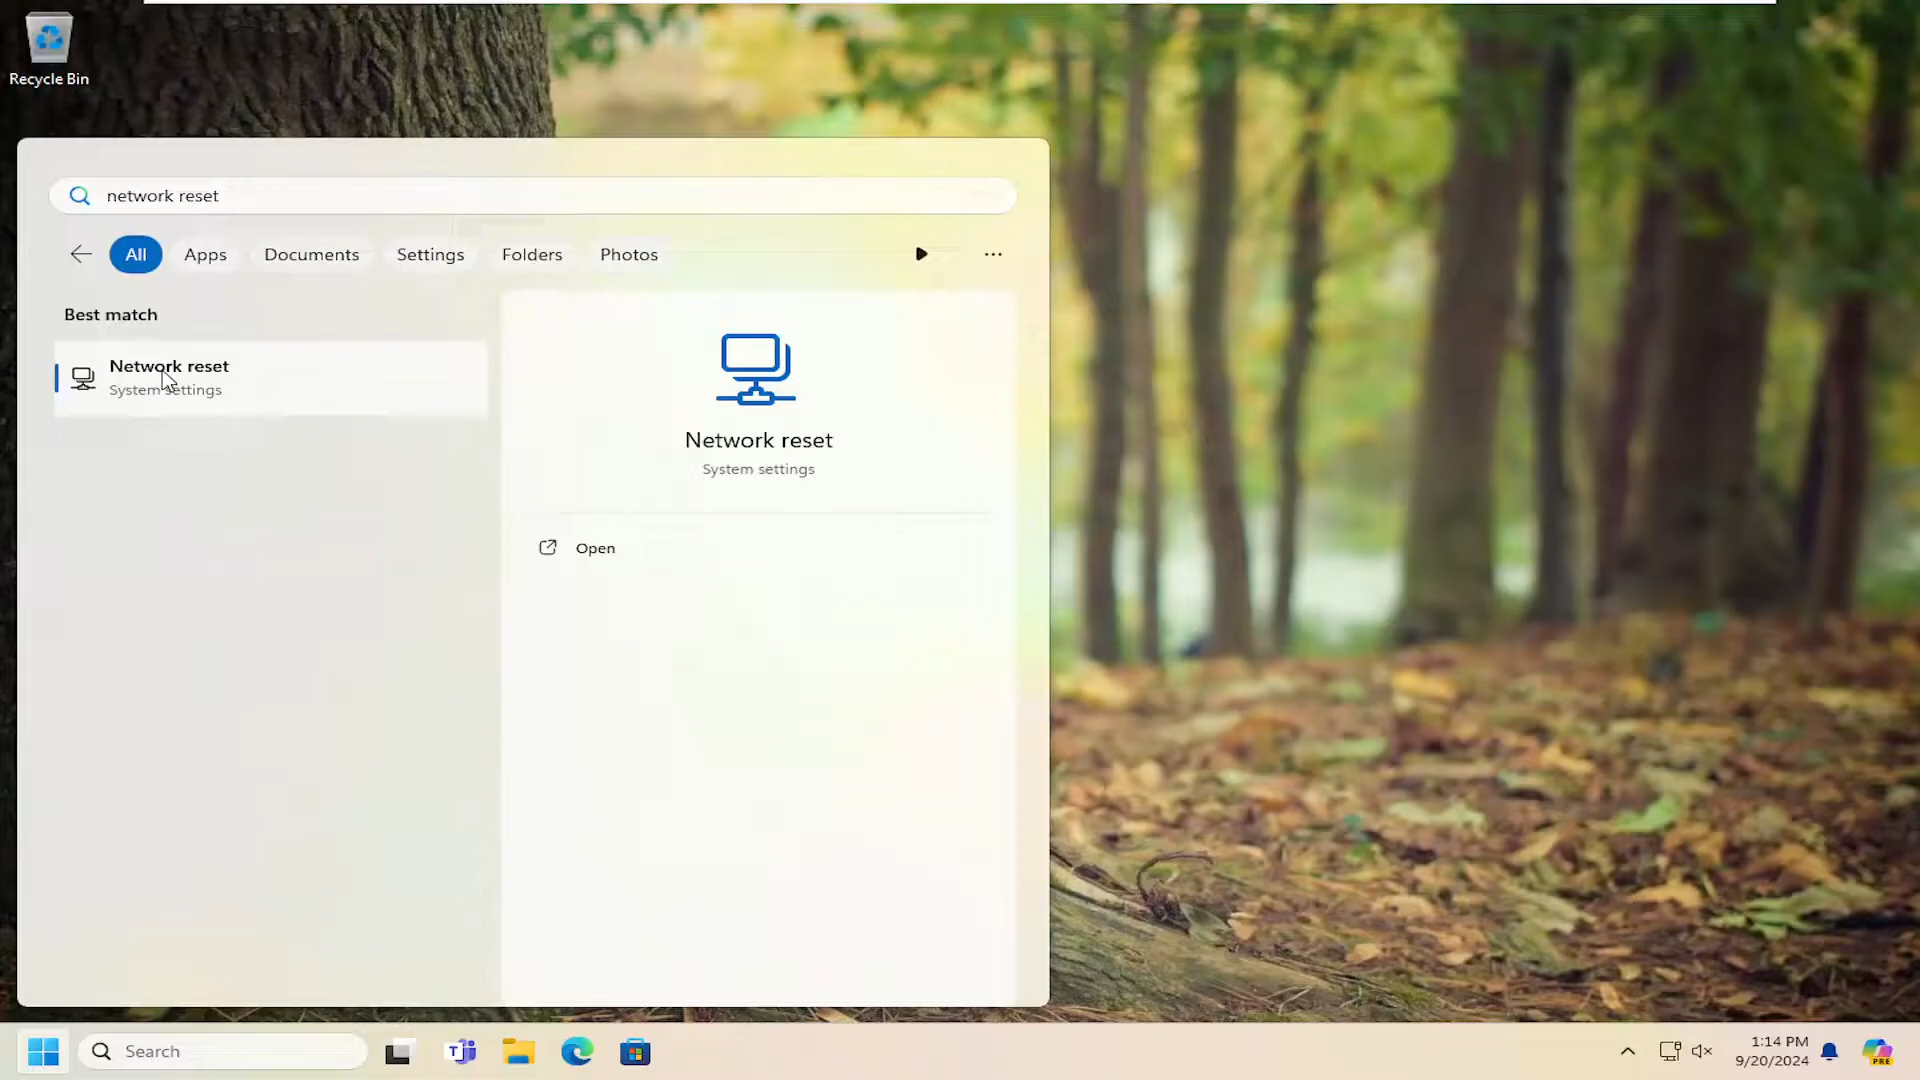 Recycle Bin
network reset
All Apps Documents Settings Folders Photos
Best match
Network reset
System settings
Network reset
System settings
Open
Search
T
1:14 PM
9/20/2024
PRE